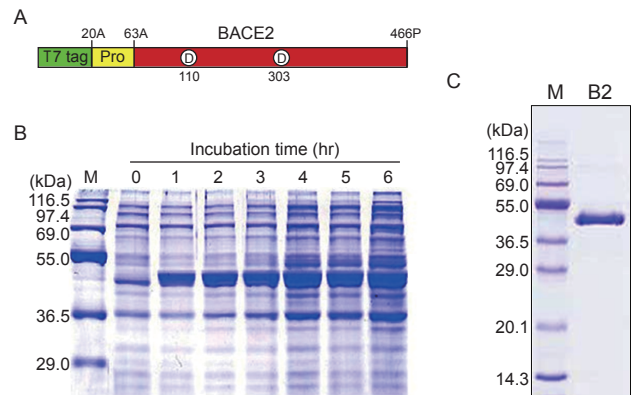 A
20A 63A BACE2 466P
T7 tag Pro D D
110 303
B
Incubation time (hr)
(kDa) M 0 1 2 3 4 5 6
116.5
97.4
69.0
55.0
36.5
29.0
C
M B2
(kDa)
116.5
97.4
69.0
55.0
36.5
29.0
20.1
14.3